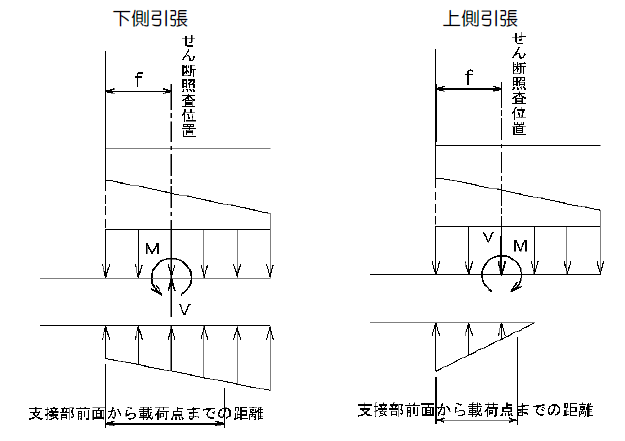 下側引張
せん断照査位置
f
M
V
支接部前面から載荷点までの距離
上側引張
せん断照査位置
f
V
M
支接部前面から載荷点までの距離